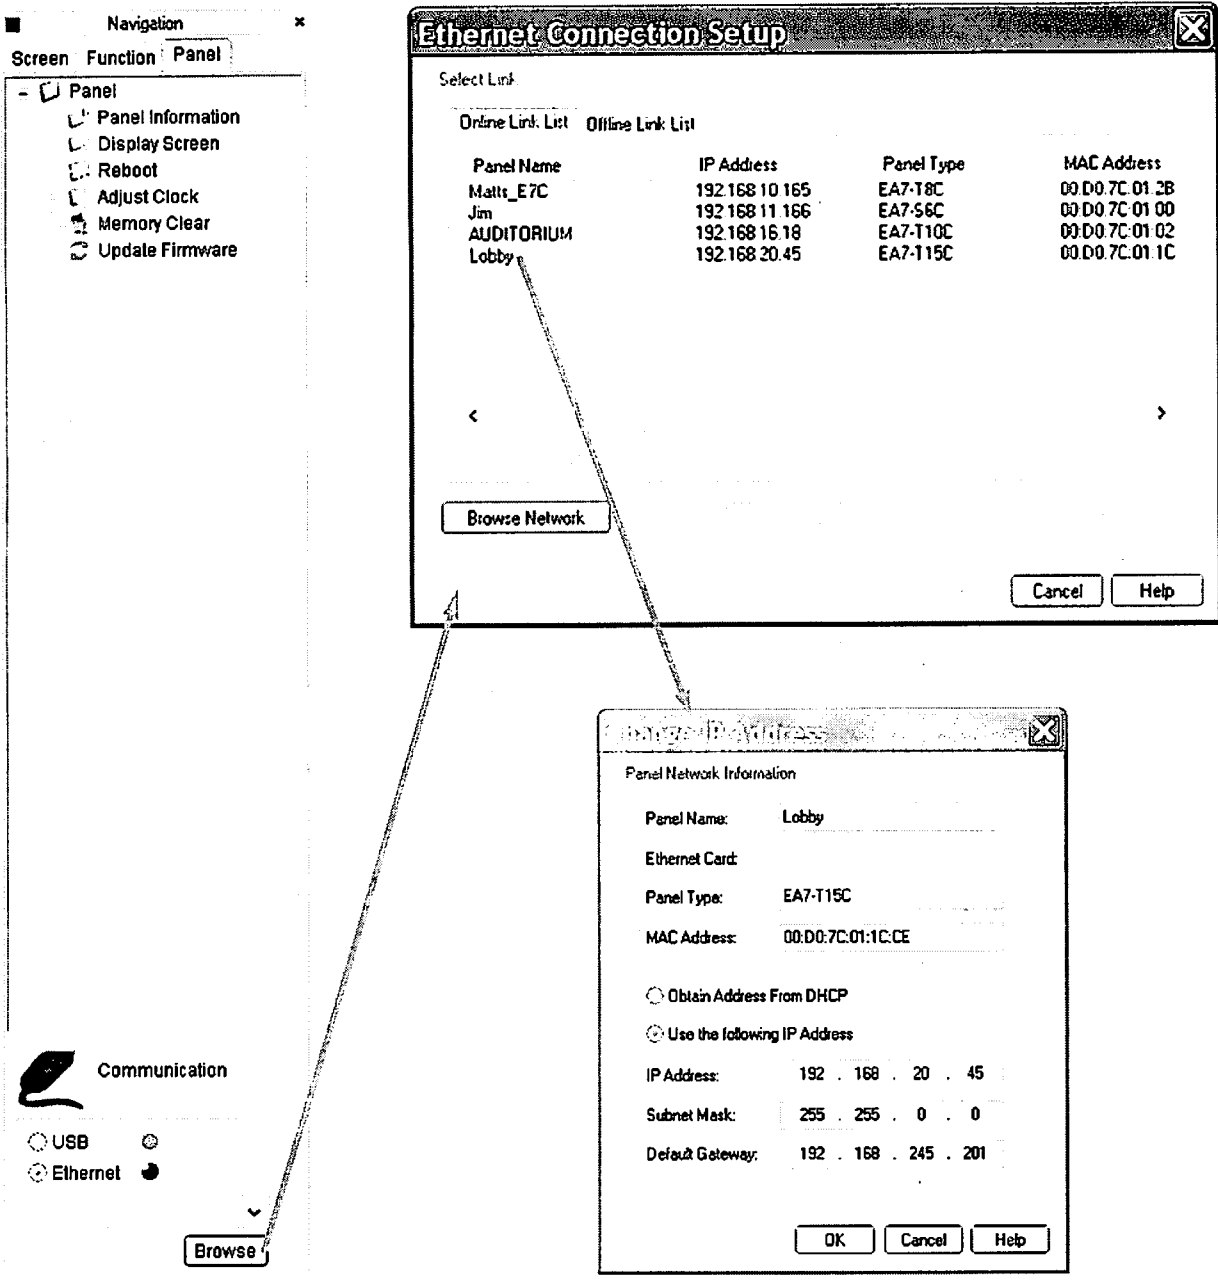 Navigation
Screen Function Panel
Panel
Panel Information
Display Screen
Reboot
Adjust Clock
Memory Clear
Update Firmware
Communication
USB
Ethernet
Browse
Ethernet Connection Setup
Select Link
Online Link List Offline Link List
Panel Name IP Address Panel Type MAC Address
Matts_E7C 192.168.10.165 EA7-T8C 00:D0:7C:01:2B
Jim 192.168.11.166 EA7-S6C 00:D0:7C:01:00
AUDITORIUM 192.168.16.18 EA7-T10C 00:D0:7C:01:02
Lobby 192.168.20.45 EA7-T15C 00:D0:7C:01:1C
< >
Browse Network
Cancel Help
Change IP Address
Panel Network Information
Panel Name: Lobby
Ethernet Card:
Panel Type: EA7-T15C
MAC Address: 00:D0:7C:01:1C:CE
Obtain Address From DHCP
Use the following IP Address
IP Address: 192 . 168 . 20 . 45
Subnet Mask: 255 . 255 . 0 . 0
Default Gateway: 192 . 168 . 245 . 201
OK Cancel Help